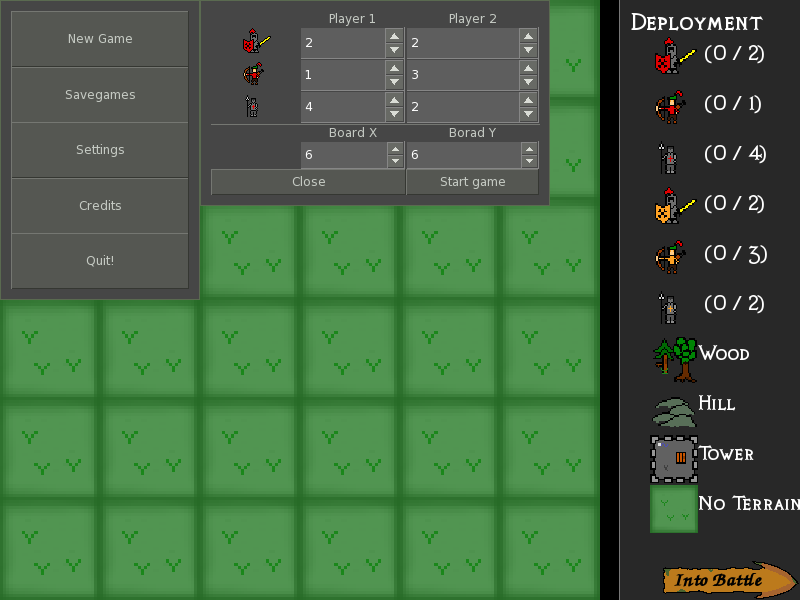 New Game
Savegames
Settings
Credits
Quit!
Player 1 Player 2
2 2
1 3
4 2
Board X Borad Y
6 6
Close Start game
Deployment
(0 / 2)
(0 / 1)
(0 / 4)
(0 / 2)
(0 / 3)
(0 / 2)
Wood
Hill
Tower
No Terrain
Into Battle